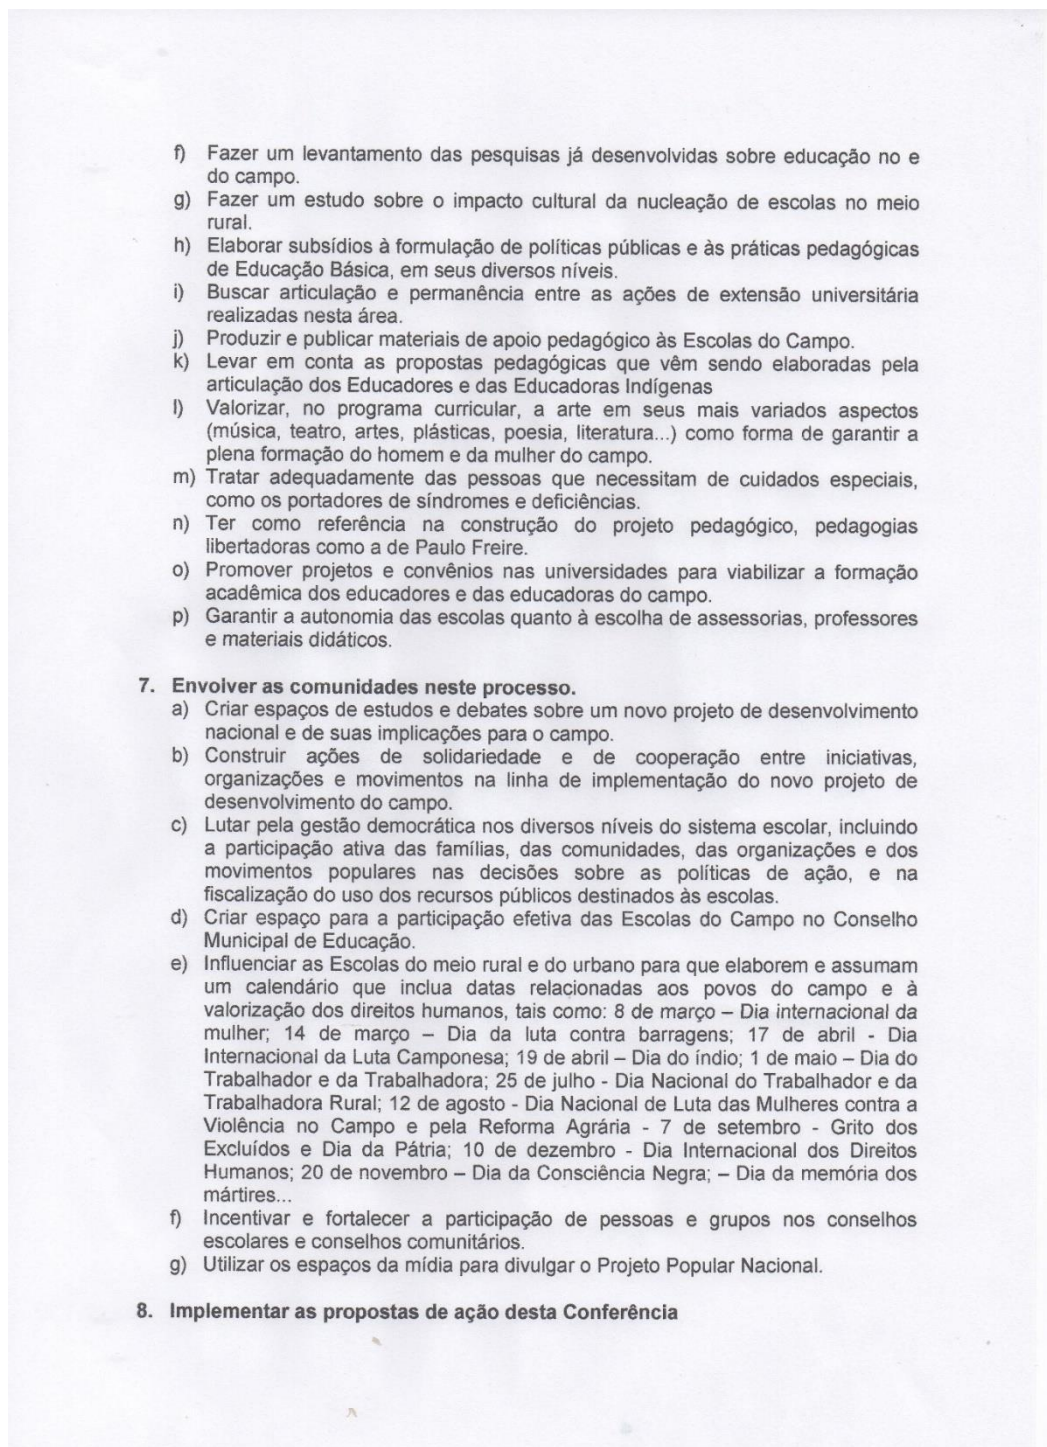 f) Fazer um levantamento das pesquisas já desenvolvidas sobre educação no e
do campo.
g) Fazer um estudo sobre o impacto cultural da nucleação de escolas no meio
rural.
h) Elaborar subsídios à formulação de políticas públicas e às práticas pedagógicas
de Educação Básica, em seus diversos níveis.
i) Buscar articulação e permanência entre as ações de extensão universitária
realizadas nesta área.
j) Produzir e publicar materiais de apoio pedagógico às Escolas do Campo.
k) Levar em conta as propostas pedagógicas que vêm sendo elaboradas pela
articulação dos Educadores e das Educadoras Indígenas
l) Valorizar, no programa curricular, a arte em seus mais variados aspectos
(música, teatro, artes, plásticas, poesia, literatura...) como forma de garantir a
plena formação do homem e da mulher do campo.
m) Tratar adequadamente das pessoas que necessitam de cuidados especiais,
como os portadores de síndromes e deficiências.
n) Ter como referência na construção do projeto pedagógico, pedagogias
libertadoras como a de Paulo Freire.
o) Promover projetos e convênios nas universidades para viabilizar a formação
acadêmica dos educadores e das educadoras do campo.
p) Garantir a autonomia das escolas quanto à escolha de assessorias, professores
e materiais didáticos.
7. Envolver as comunidades neste processo.
a) Criar espaços de estudos e debates sobre um novo projeto de desenvolvimento
nacional e de suas implicações para o campo.
b) Construir ações de solidariedade e de cooperação entre iniciativas,
organizações e movimentos na linha de implementação do novo projeto de
desenvolvimento do campo.
c) Lutar pela gestão democrática nos diversos níveis do sistema escolar, incluindo
a participação ativa das famílias, das comunidades, das organizações e dos
movimentos populares nas decisões sobre as políticas de ação, e na
fiscalização do uso dos recursos públicos destinados às escolas.
d) Criar espaço para a participação efetiva das Escolas do Campo no Conselho
Municipal de Educação.
e) Influenciar as Escolas do meio rural e do urbano para que elaborem e assumam
um calendário que inclua datas relacionadas aos povos do campo e à
valorização dos direitos humanos, tais como: 8 de março – Dia internacional da
mulher; 14 de março – Dia da luta contra barragens; 17 de abril - Dia
Internacional da Luta Camponesa; 19 de abril – Dia do índio; 1 de maio – Dia do
Trabalhador e da Trabalhadora; 25 de julho - Dia Nacional do Trabalhador e da
Trabalhadora Rural; 12 de agosto - Dia Nacional de Luta das Mulheres contra a
Violência no Campo e pela Reforma Agrária - 7 de setembro - Grito dos
Excluídos e Dia da Pátria; 10 de dezembro - Dia Internacional dos Direitos
Humanos; 20 de novembro – Dia da Consciência Negra; – Dia da memória dos
mártires...
f) Incentivar e fortalecer a participação de pessoas e grupos nos conselhos
escolares e conselhos comunitários.
g) Utilizar os espaços da mídia para divulgar o Projeto Popular Nacional.
8. Implementar as propostas de ação desta Conferência